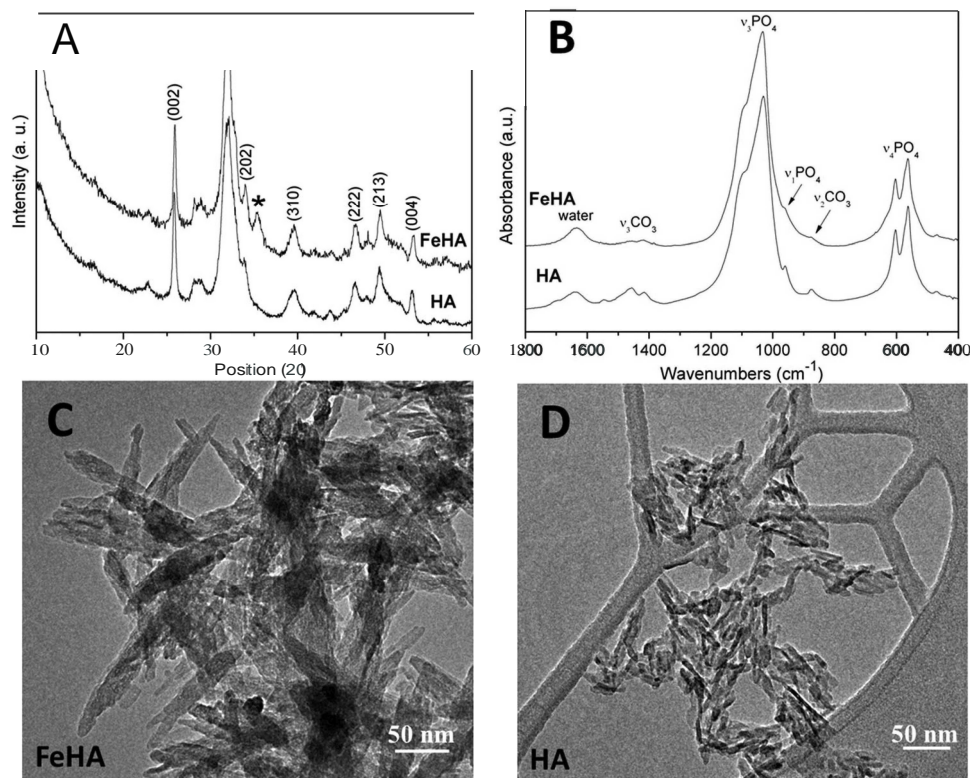 A
Intensity (a. u.)
(002)
(202)
*
(310)
(222)
(213)
(004)
FeHA
HA
10 20 30 40 50 60
Position (20)
B
Absorbance (a.u.)
ν3PO4
ν1PO4
ν2CO3
ν4PO4
FeHA
water
ν3CO3
HA
1800 1600 1400 1200 1000 800 600 400
Wavenumbers (cm-1)
C
FeHA
50 nm
D
HA
50 nm